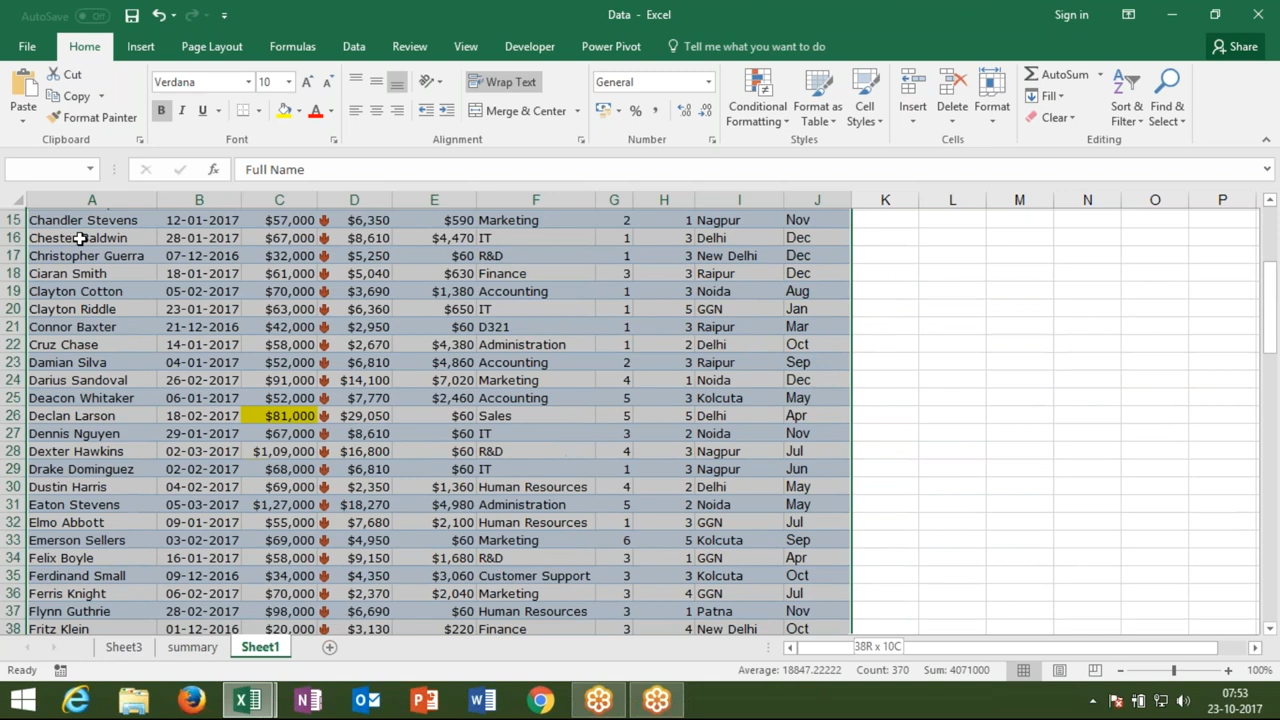 AutoSave Off Data - Excel Sign in
File Home Insert Page Layout Formulas Data Review View Developer Power Pivot Tell me what you want to do Share
Paste Cut Copy Format Painter Clipboard
Verdana 10 B I U A Font
Wrap Text Merge & Center Alignment
General % , Number
Conditional Formatting Format as Table Cell Styles Styles
Insert Delete Format Cells
AutoSum Fill Clear Sort & Filter Find & Select Editing
fx Full Name
A B C D E F G H I J K L M N O P
15 Chandler Stevens 12-01-2017 $57,000 $6,350 $590 Marketing 2 1 Nagpur Nov
16 Chester Baldwin 28-01-2017 $67,000 $8,610 $4,470 IT 1 3 Delhi Dec
17 Christopher Guerra 07-12-2016 $32,000 $5,250 $60 R&D 1 3 New Delhi Dec
18 Ciaran Smith 18-01-2017 $61,000 $5,040 $630 Finance 3 3 Raipur Dec
19 Clayton Cotton 05-02-2017 $70,000 $3,690 $1,380 Accounting 1 3 Noida Aug
20 Clayton Riddle 23-01-2017 $63,000 $6,360 $650 IT 1 5 GGN Jan
21 Connor Baxter 21-12-2016 $42,000 $2,950 $60 D321 1 3 Raipur Mar
22 Cruz Chase 14-01-2017 $58,000 $2,670 $4,380 Administration 1 2 Delhi Oct
23 Damian Silva 04-01-2017 $52,000 $6,810 $4,860 Accounting 2 3 Raipur Sep
24 Darius Sandoval 26-02-2017 $91,000 $14,100 $7,020 Marketing 4 1 Noida Dec
25 Deacon Whitaker 06-01-2017 $52,000 $7,770 $2,460 Accounting 5 3 Kolcuta May
26 Declan Larson 18-02-2017 $81,000 $29,050 $60 Sales 5 5 Delhi Apr
27 Dennis Nguyen 29-01-2017 $67,000 $8,610 $60 IT 3 2 Noida Nov
28 Dexter Hawkins 02-03-2017 $1,09,000 $16,800 $60 R&D 4 3 Nagpur Jul
29 Drake Dominguez 02-02-2017 $68,000 $6,810 $60 IT 1 3 Nagpur Jun
30 Dustin Harris 04-02-2017 $69,000 $2,350 $1,360 Human Resources 4 2 Delhi May
31 Eaton Stevens 05-03-2017 $1,27,000 $18,270 $4,980 Administration 5 2 Noida May
32 Elmo Abbott 09-01-2017 $55,000 $7,680 $2,100 Human Resources 1 3 GGN Jul
33 Emerson Sellers 03-02-2017 $69,000 $4,950 $60 Marketing 6 5 Kolcuta Sep
34 Felix Boyle 16-01-2017 $58,000 $9,150 $1,680 R&D 3 1 GGN Apr
35 Ferdinand Small 09-12-2016 $34,000 $4,350 $3,060 Customer Support 3 3 Kolcuta Oct
36 Ferris Knight 06-02-2017 $70,000 $2,370 $2,040 Marketing 3 4 GGN Jul
37 Flynn Guthrie 28-02-2017 $98,000 $6,690 $60 Human Resources 3 1 Patna Nov
38 Fritz Klein 01-12-2016 $20,000 $3,130 $220 Finance 3 4 New Delhi Oct
Sheet3 summary Sheet1 38R x 10C
Ready Average: 18847.22222 Count: 370 Sum: 4071000 100%
07:53
23-10-2017